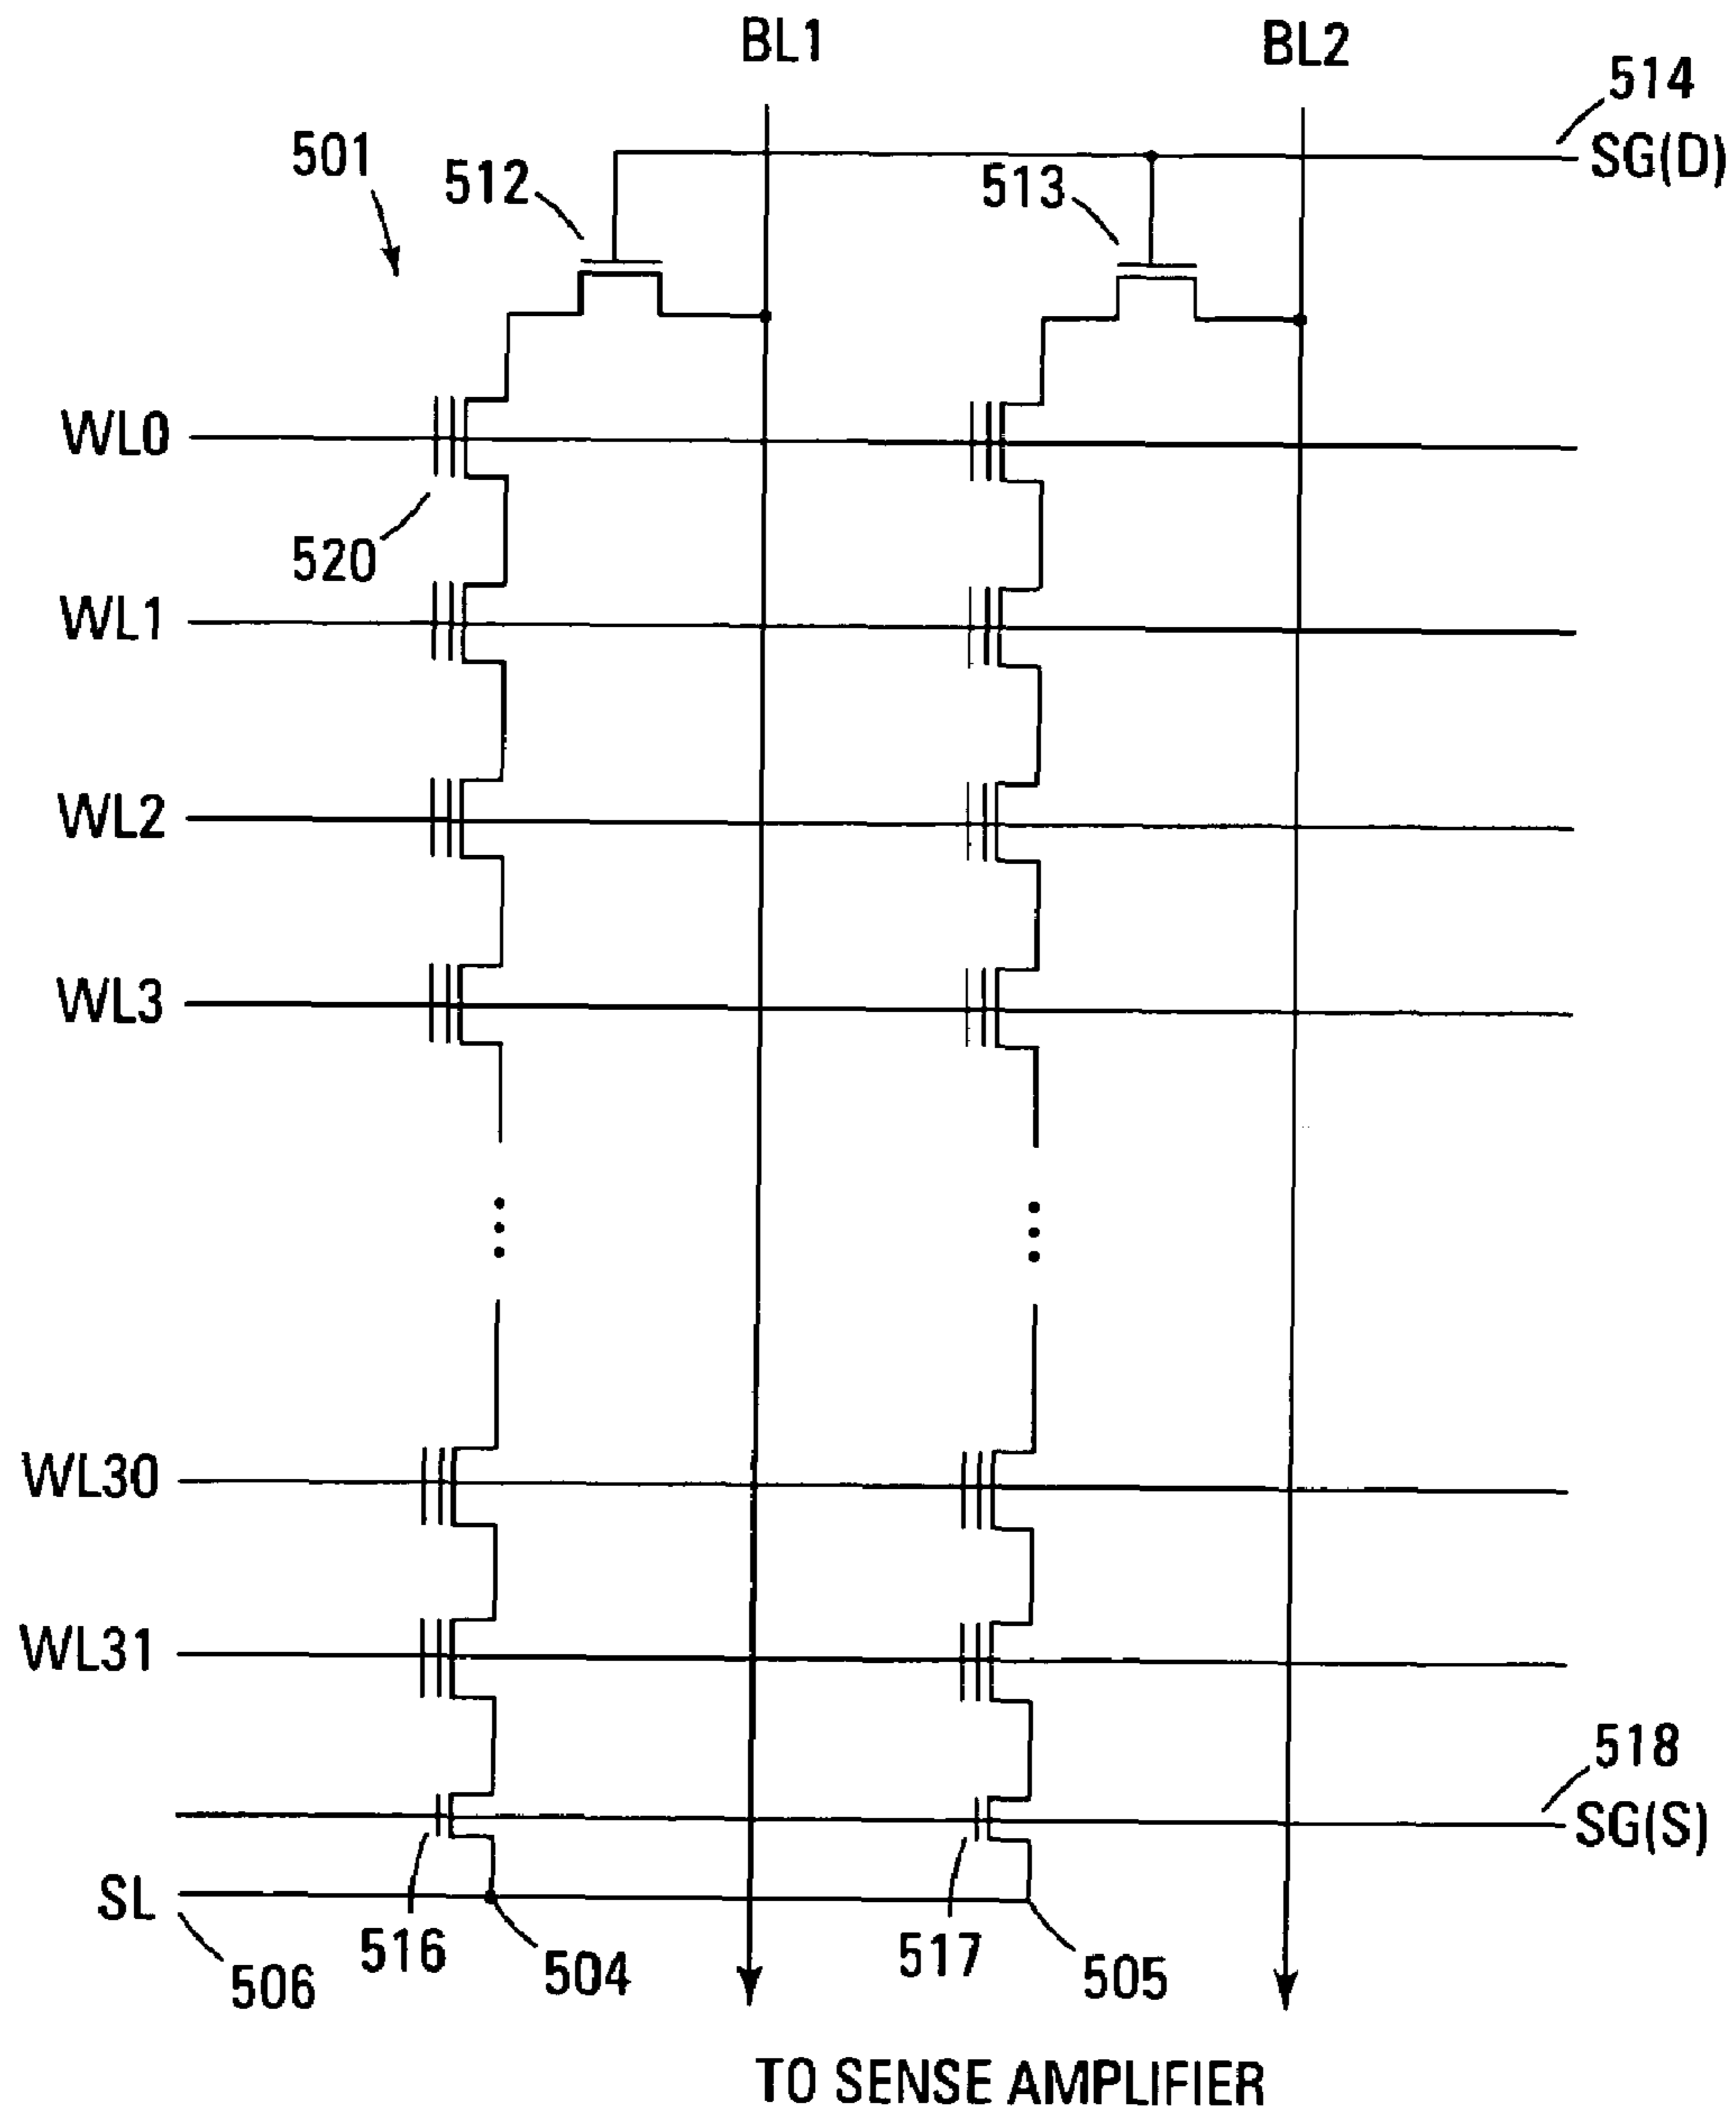 BL1
BL2
514
SG(D)
501
512
513
WL0
520
WL1
WL2
WL3
WL30
WL31
518
SG(S)
SL
516
504
517
505
506
TO SENSE AMPLIFIER